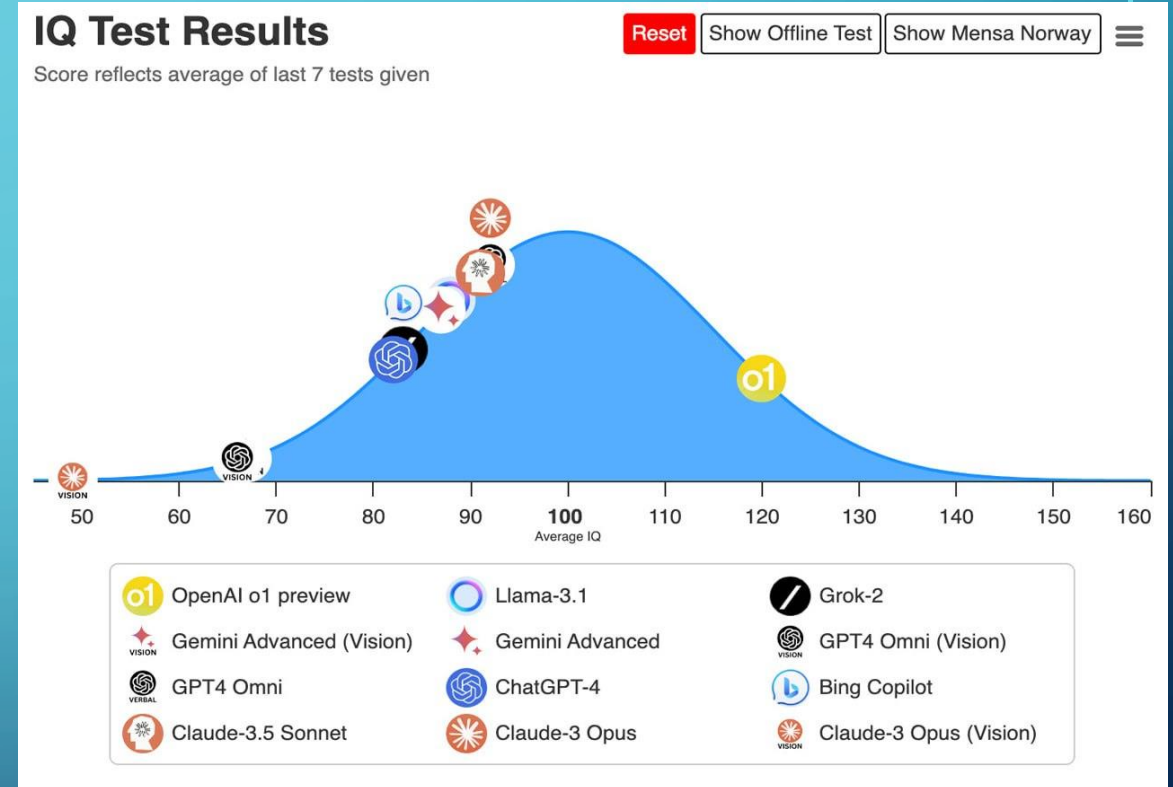 IQ Test Results
Reset
Show Offline Test
Show Mensa Norway
Score reflects average of last 7 tests given
o1
VISION
VISION
50 60 70 80 90 100 110 120 130 140 150 160
Average IQ
o1 OpenAI o1 preview
Llama-3.1
Grok-2
VISION Gemini Advanced (Vision)
Gemini Advanced
VISION GPT4 Omni (Vision)
VERBAL GPT4 Omni
ChatGPT-4
b Bing Copilot
Claude-3.5 Sonnet
Claude-3 Opus
VISION Claude-3 Opus (Vision)